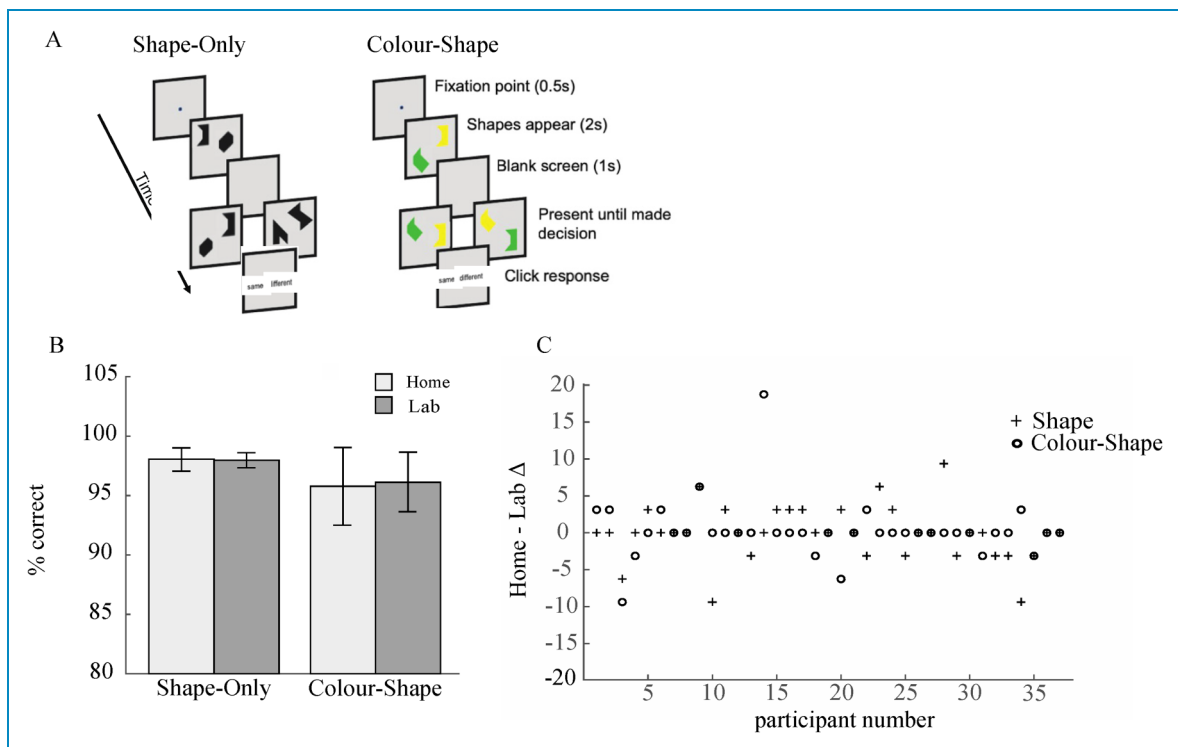 A
Shape-Only
Colour-Shape
Fixation point (0.5s)
Shapes appear (2s)
Blank screen (1s)
Time
Present until made
decision
Click response
same different
same different
B
105
100
95
90
85
80
% correct
Home
Lab
Shape-Only
Colour-Shape
C
20
15
10
5
0
-5
-10
-15
-20
Home - Lab Δ
+ Shape
Colour-Shape
5 10 15 20 25 30 35
participant number